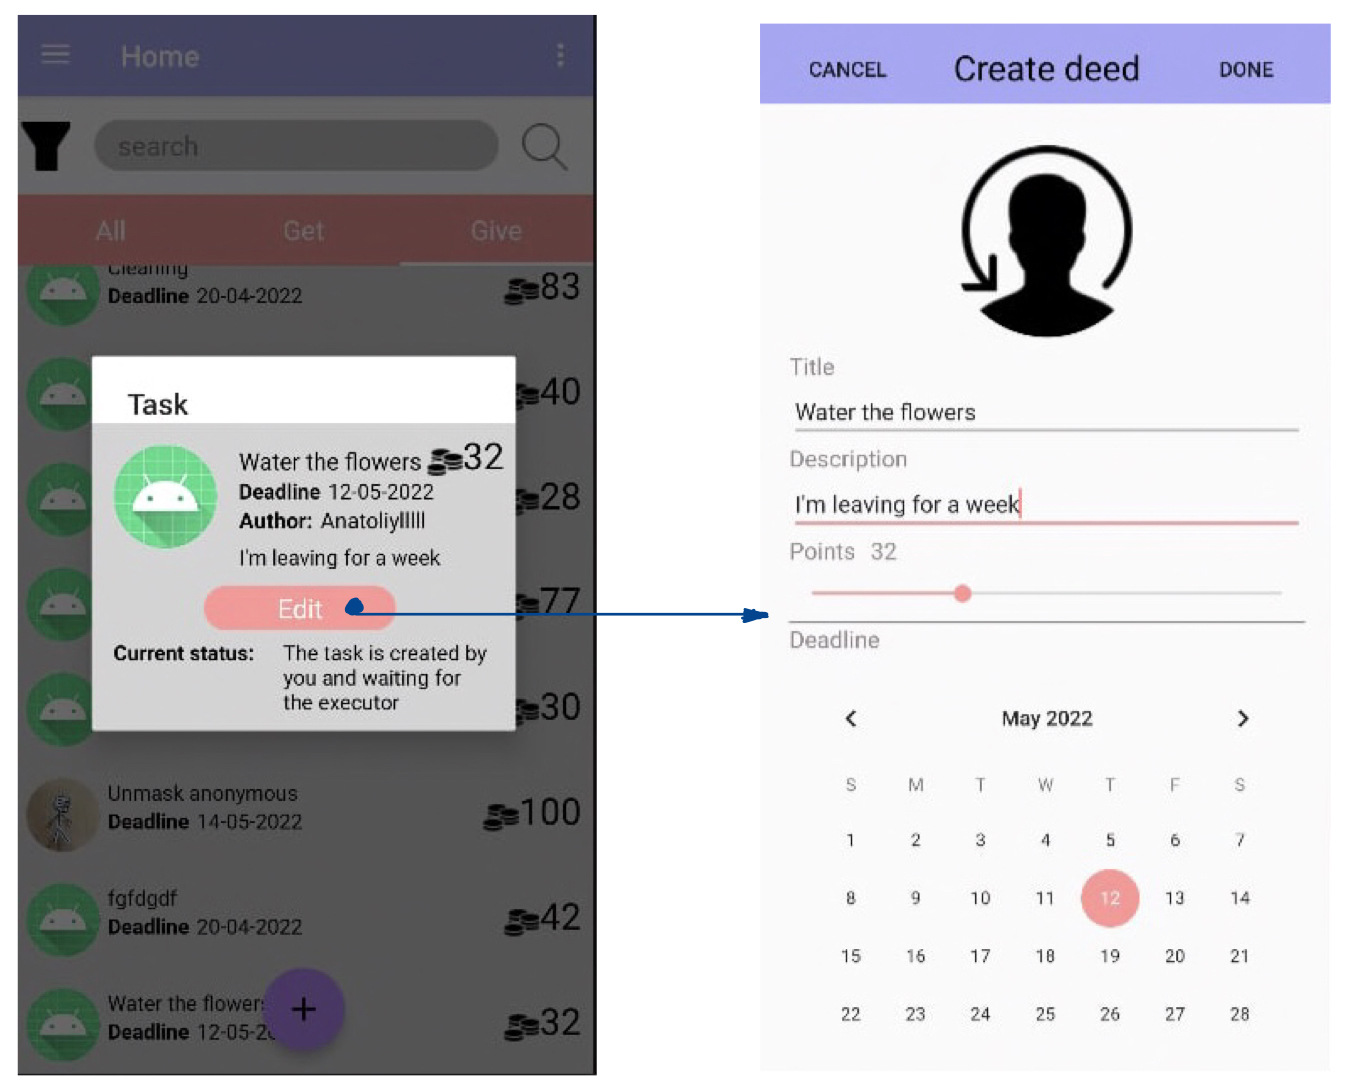 Home
search
All Get Give
Cleaning
Deadline 20-04-2022
83
40
28
77
30
Task
Water the flowers 32
Deadline 12-05-2022
Author: Anatoliylllll
I'm leaving for a week
Edit
Current status: The task is created by
you and waiting for
the executor
Unmask anonymous
Deadline 14-05-2022
100
fgfdgdf
Deadline 20-04-2022
42
Water the flowers
Deadline 12-05-2
32
CANCEL Create deed DONE
Title
Water the flowers
Description
I'm leaving for a week
Points 32
Deadline
May 2022
S M T W T F S
1 2 3 4 5 6 7
8 9 10 11 12 13 14
15 16 17 18 19 20 21
22 23 24 25 26 27 28